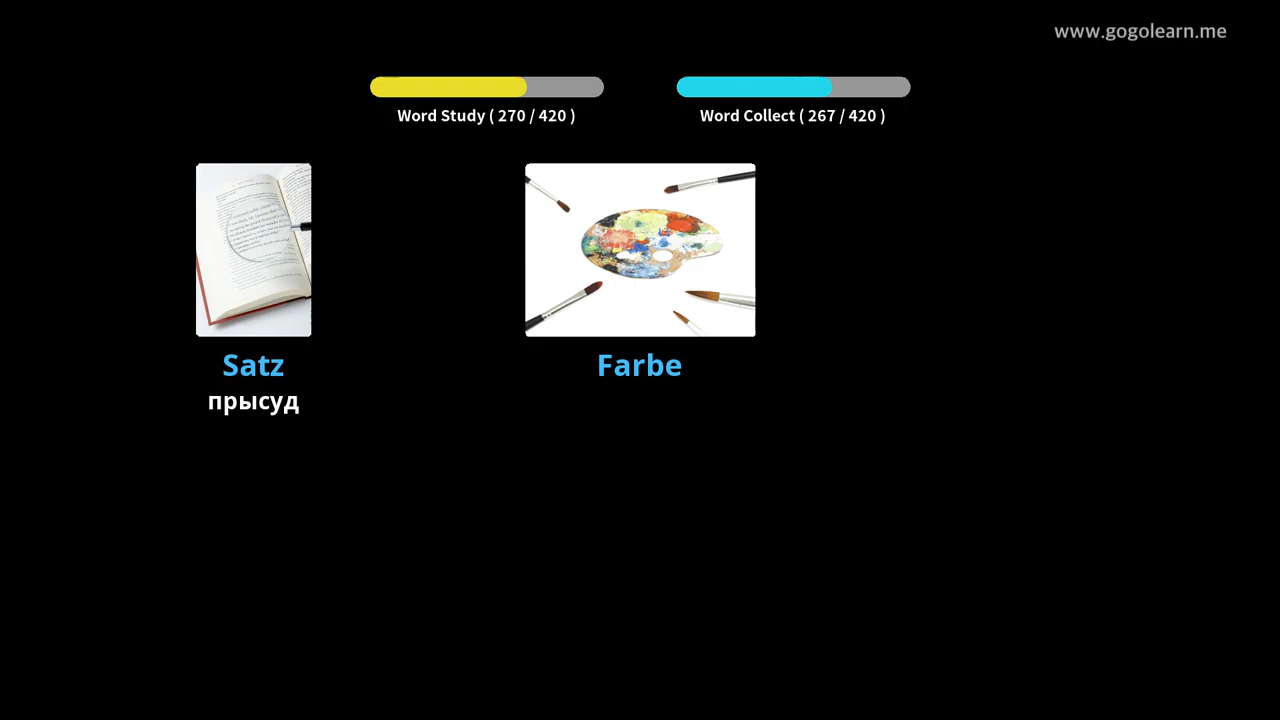 www.gogolearn.me
Word Study ( 270 / 420 )
Word Collect ( 267 / 420 )
Satz
прысуд
Farbe